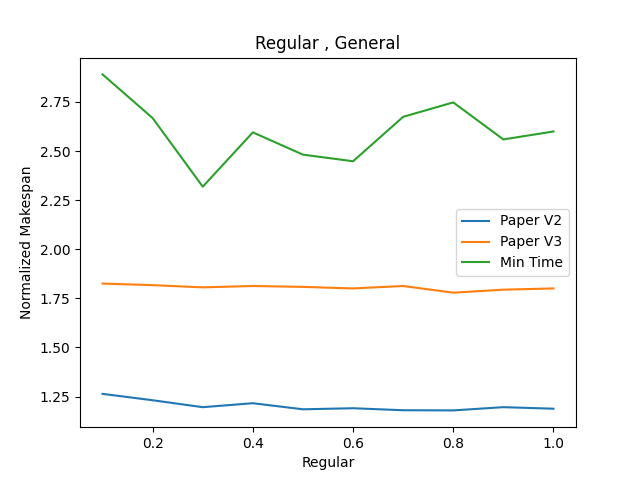 Regular , General
Normalized Makespan
2.75
2.50
2.25
2.00
1.75
1.50
1.25
Paper V2
Paper V3
Min Time
0.2 0.4 0.6 0.8 1.0
Regular